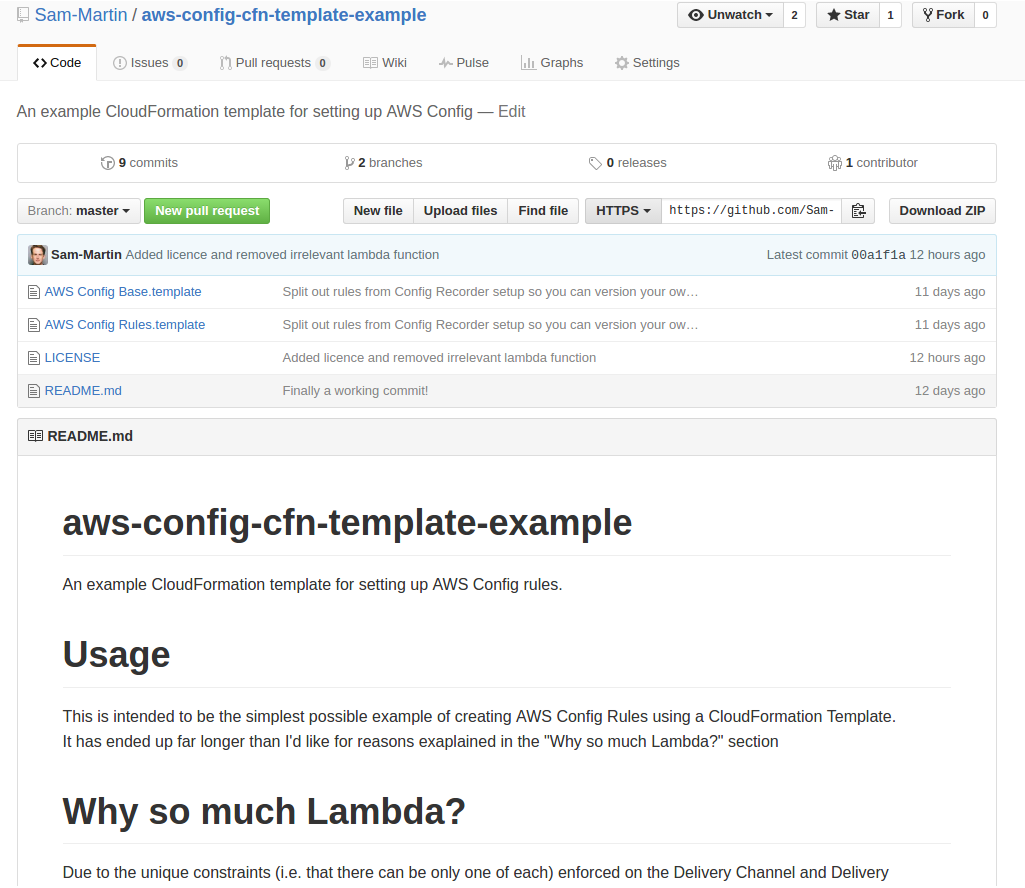 Sam-Martin / aws-config-cfn-template-example Unwatch 2 Star 1 Fork 0
Code Issues 0 Pull requests 0 Wiki Pulse Graphs Settings
An example CloudFormation template for setting up AWS Config — Edit
9 commits 2 branches 0 releases 1 contributor
Branch: master New pull request New file Upload files Find file HTTPS https://github.com/Sam- Download ZIP
Sam-Martin Added licence and removed irrelevant lambda function Latest commit 00a1f1a 12 hours ago
AWS Config Base.template Split out rules from Config Recorder setup so you can version your ow… 11 days ago
AWS Config Rules.template Split out rules from Config Recorder setup so you can version your ow… 11 days ago
LICENSE Added licence and removed irrelevant lambda function 12 hours ago
README.md Finally a working commit! 12 days ago
README.md
aws-config-cfn-template-example
An example CloudFormation template for setting up AWS Config rules.
Usage
This is intended to be the simplest possible example of creating AWS Config Rules using a CloudFormation Template.
It has ended up far longer than I'd like for reasons exaplained in the "Why so much Lambda?" section
Why so much Lambda?
Due to the unique constraints (i.e. that there can be only one of each) enforced on the Delivery Channel and Delivery